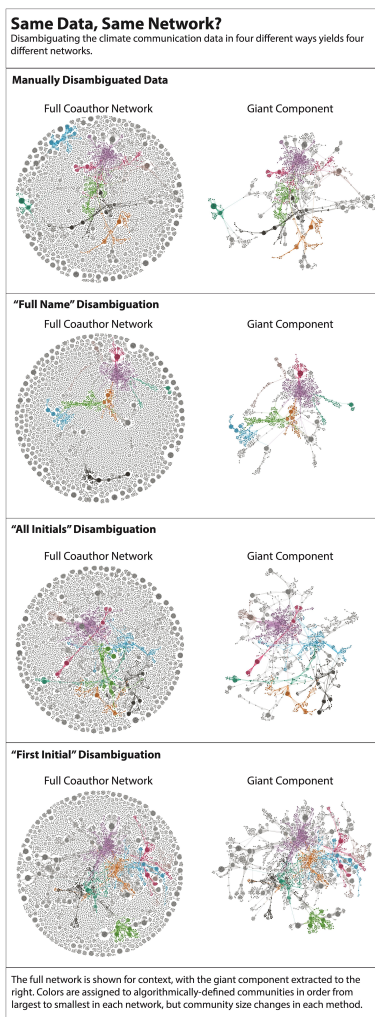 Same Data, Same Network?
Disambiguating the climate communication data in four different ways yields four
different networks.
Manually Disambiguated Data
Full Coauthor Network
Giant Component
“Full Name” Disambiguation
Full Coauthor Network
Giant Component
“All Initials” Disambiguation
Full Coauthor Network
Giant Component
“First Initial” Disambiguation
Full Coauthor Network
Giant Component
The full network is shown for context, with the giant component extracted to the
right. Colors are assigned to algorithmically-defined communities in order from
largest to smallest in each network, but community size changes in each method.